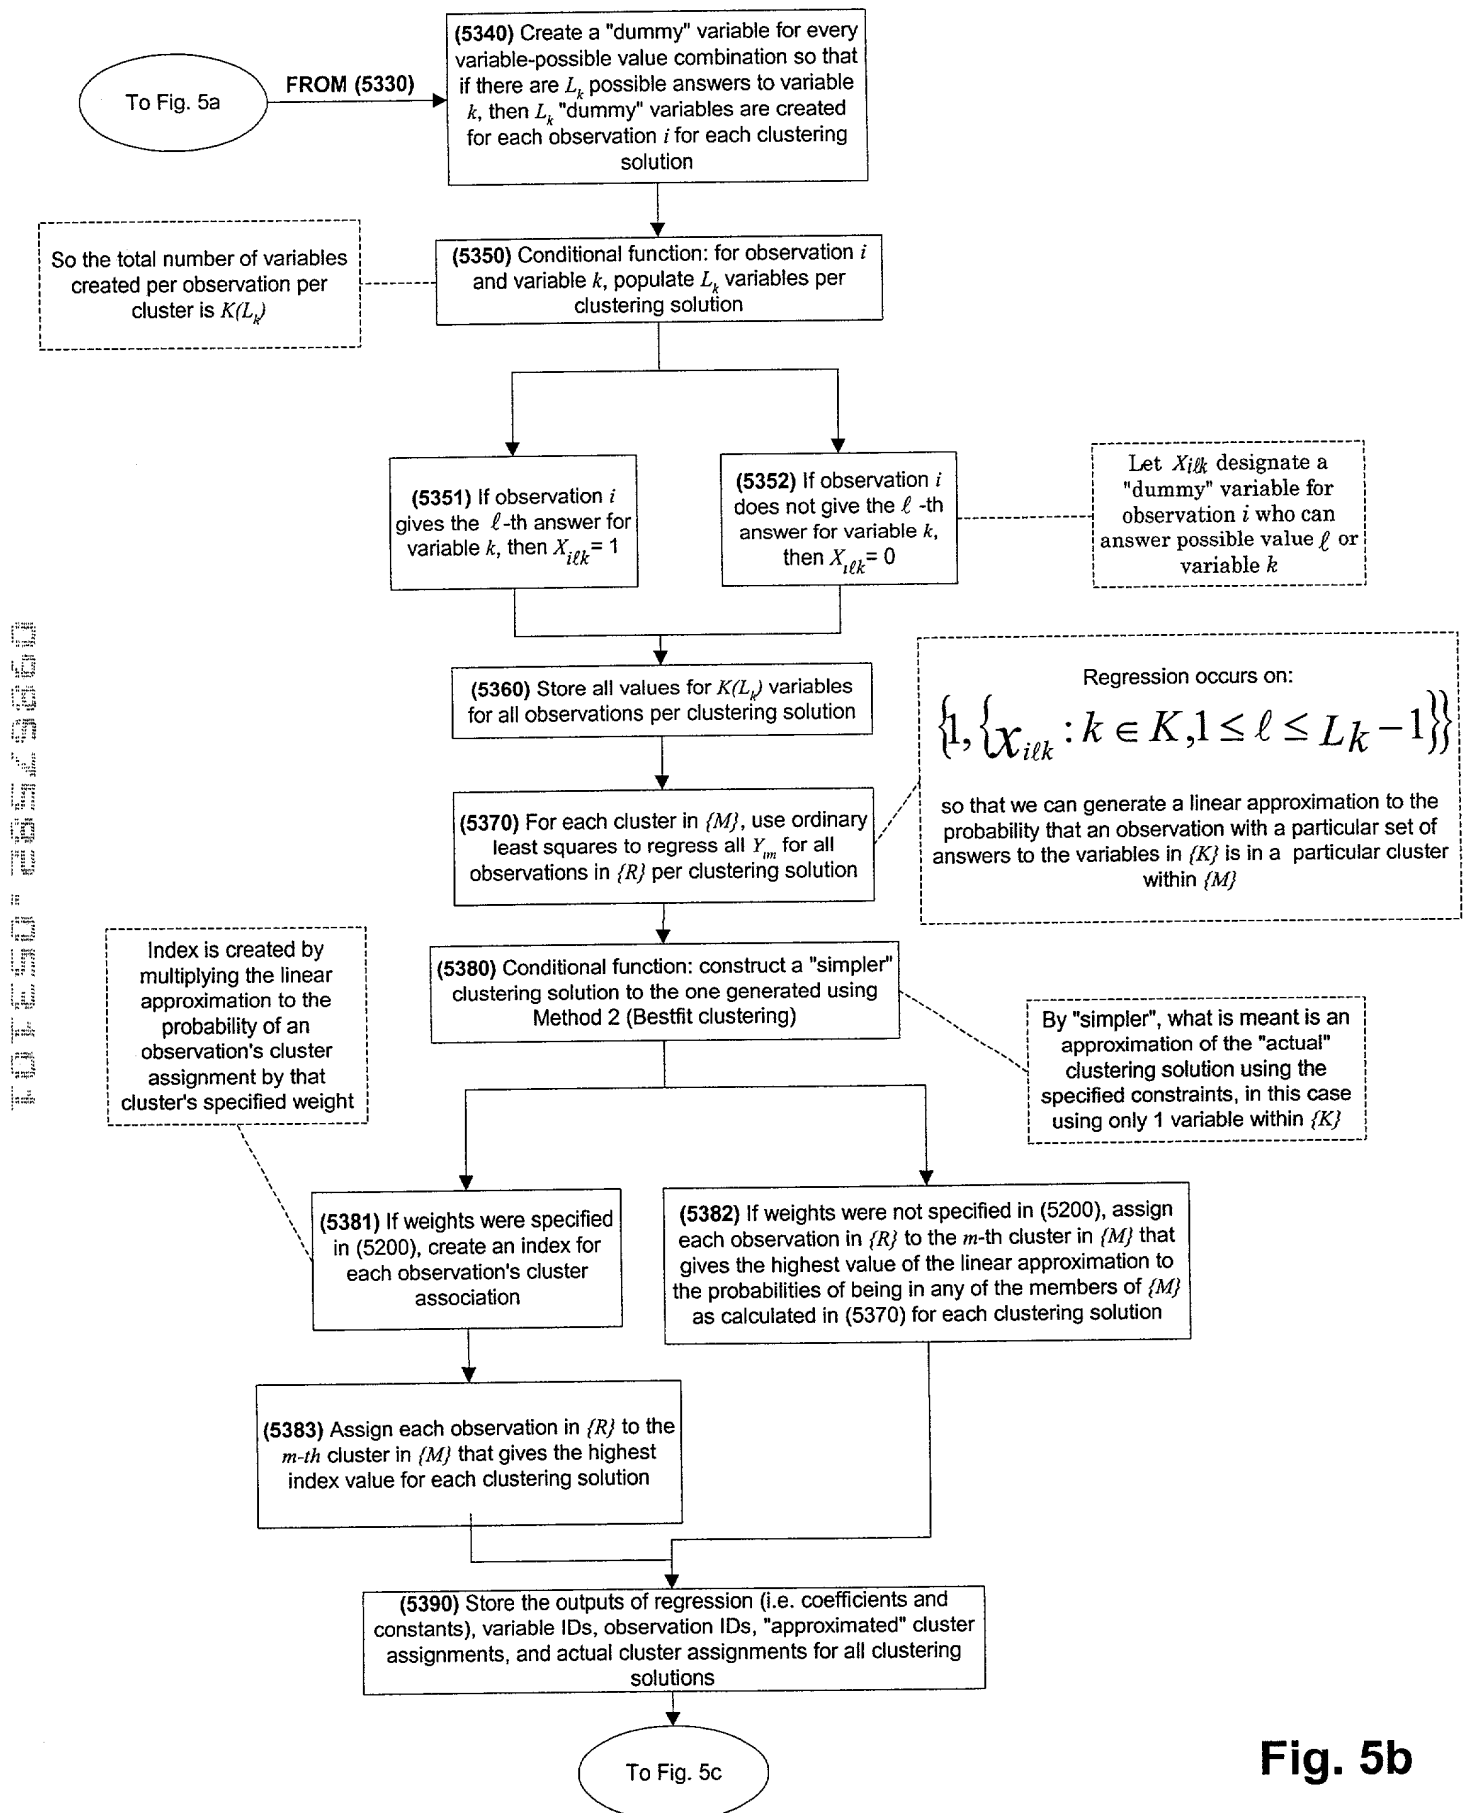 (5340) Create a "dummy" variable for every
variable-possible value combination so that
if there are Lk possible answers to variable
k, then Lk "dummy" variables are created
for each observation i for each clustering
solution
To Fig. 5a
FROM (5330)
So the total number of variables
created per observation per
cluster is K(Lk)
(5350) Conditional function: for observation i
and variable k, populate Lk variables per
clustering solution
(5351) If observation i
gives the ℓ-th answer for
variable k, then Xiℓk= 1
(5352) If observation i
does not give the ℓ -th
answer for variable k,
then Xiℓk= 0
Let Xiℓk designate a
"dummy" variable for
observation i who can
answer possible value ℓ or
variable k
(5360) Store all values for K(Lk) variables
for all observations per clustering solution
Regression occurs on:
{1,{Xiℓk : k ∈ K,1 ≤ ℓ ≤ Lk − 1}}
so that we can generate a linear approximation to the
probability that an observation with a particular set of
answers to the variables in {K} is in a particular cluster
within {M}
(5370) For each cluster in {M}, use ordinary
least squares to regress all Yim for all
observations in {R} per clustering solution
Index is created by
multiplying the linear
approximation to the
probability of an
observation's cluster
assignment by that
cluster's specified weight
(5380) Conditional function: construct a "simpler"
clustering solution to the one generated using
Method 2 (Bestfit clustering)
By "simpler", what is meant is an
approximation of the "actual"
clustering solution using the
specified constraints, in this case
using only 1 variable within {K}
(5381) If weights were specified
in (5200), create an index for
each observation's cluster
association
(5382) If weights were not specified in (5200), assign
each observation in {R} to the m-th cluster in {M} that
gives the highest value of the linear approximation to
the probabilities of being in any of the members of {M}
as calculated in (5370) for each clustering solution
(5383) Assign each observation in {R} to the
m-th cluster in {M} that gives the highest
index value for each clustering solution
(5390) Store the outputs of regression (i.e. coefficients and
constants), variable IDs, observation IDs, "approximated" cluster
assignments, and actual cluster assignments for all clustering
solutions
To Fig. 5c
Fig. 5b